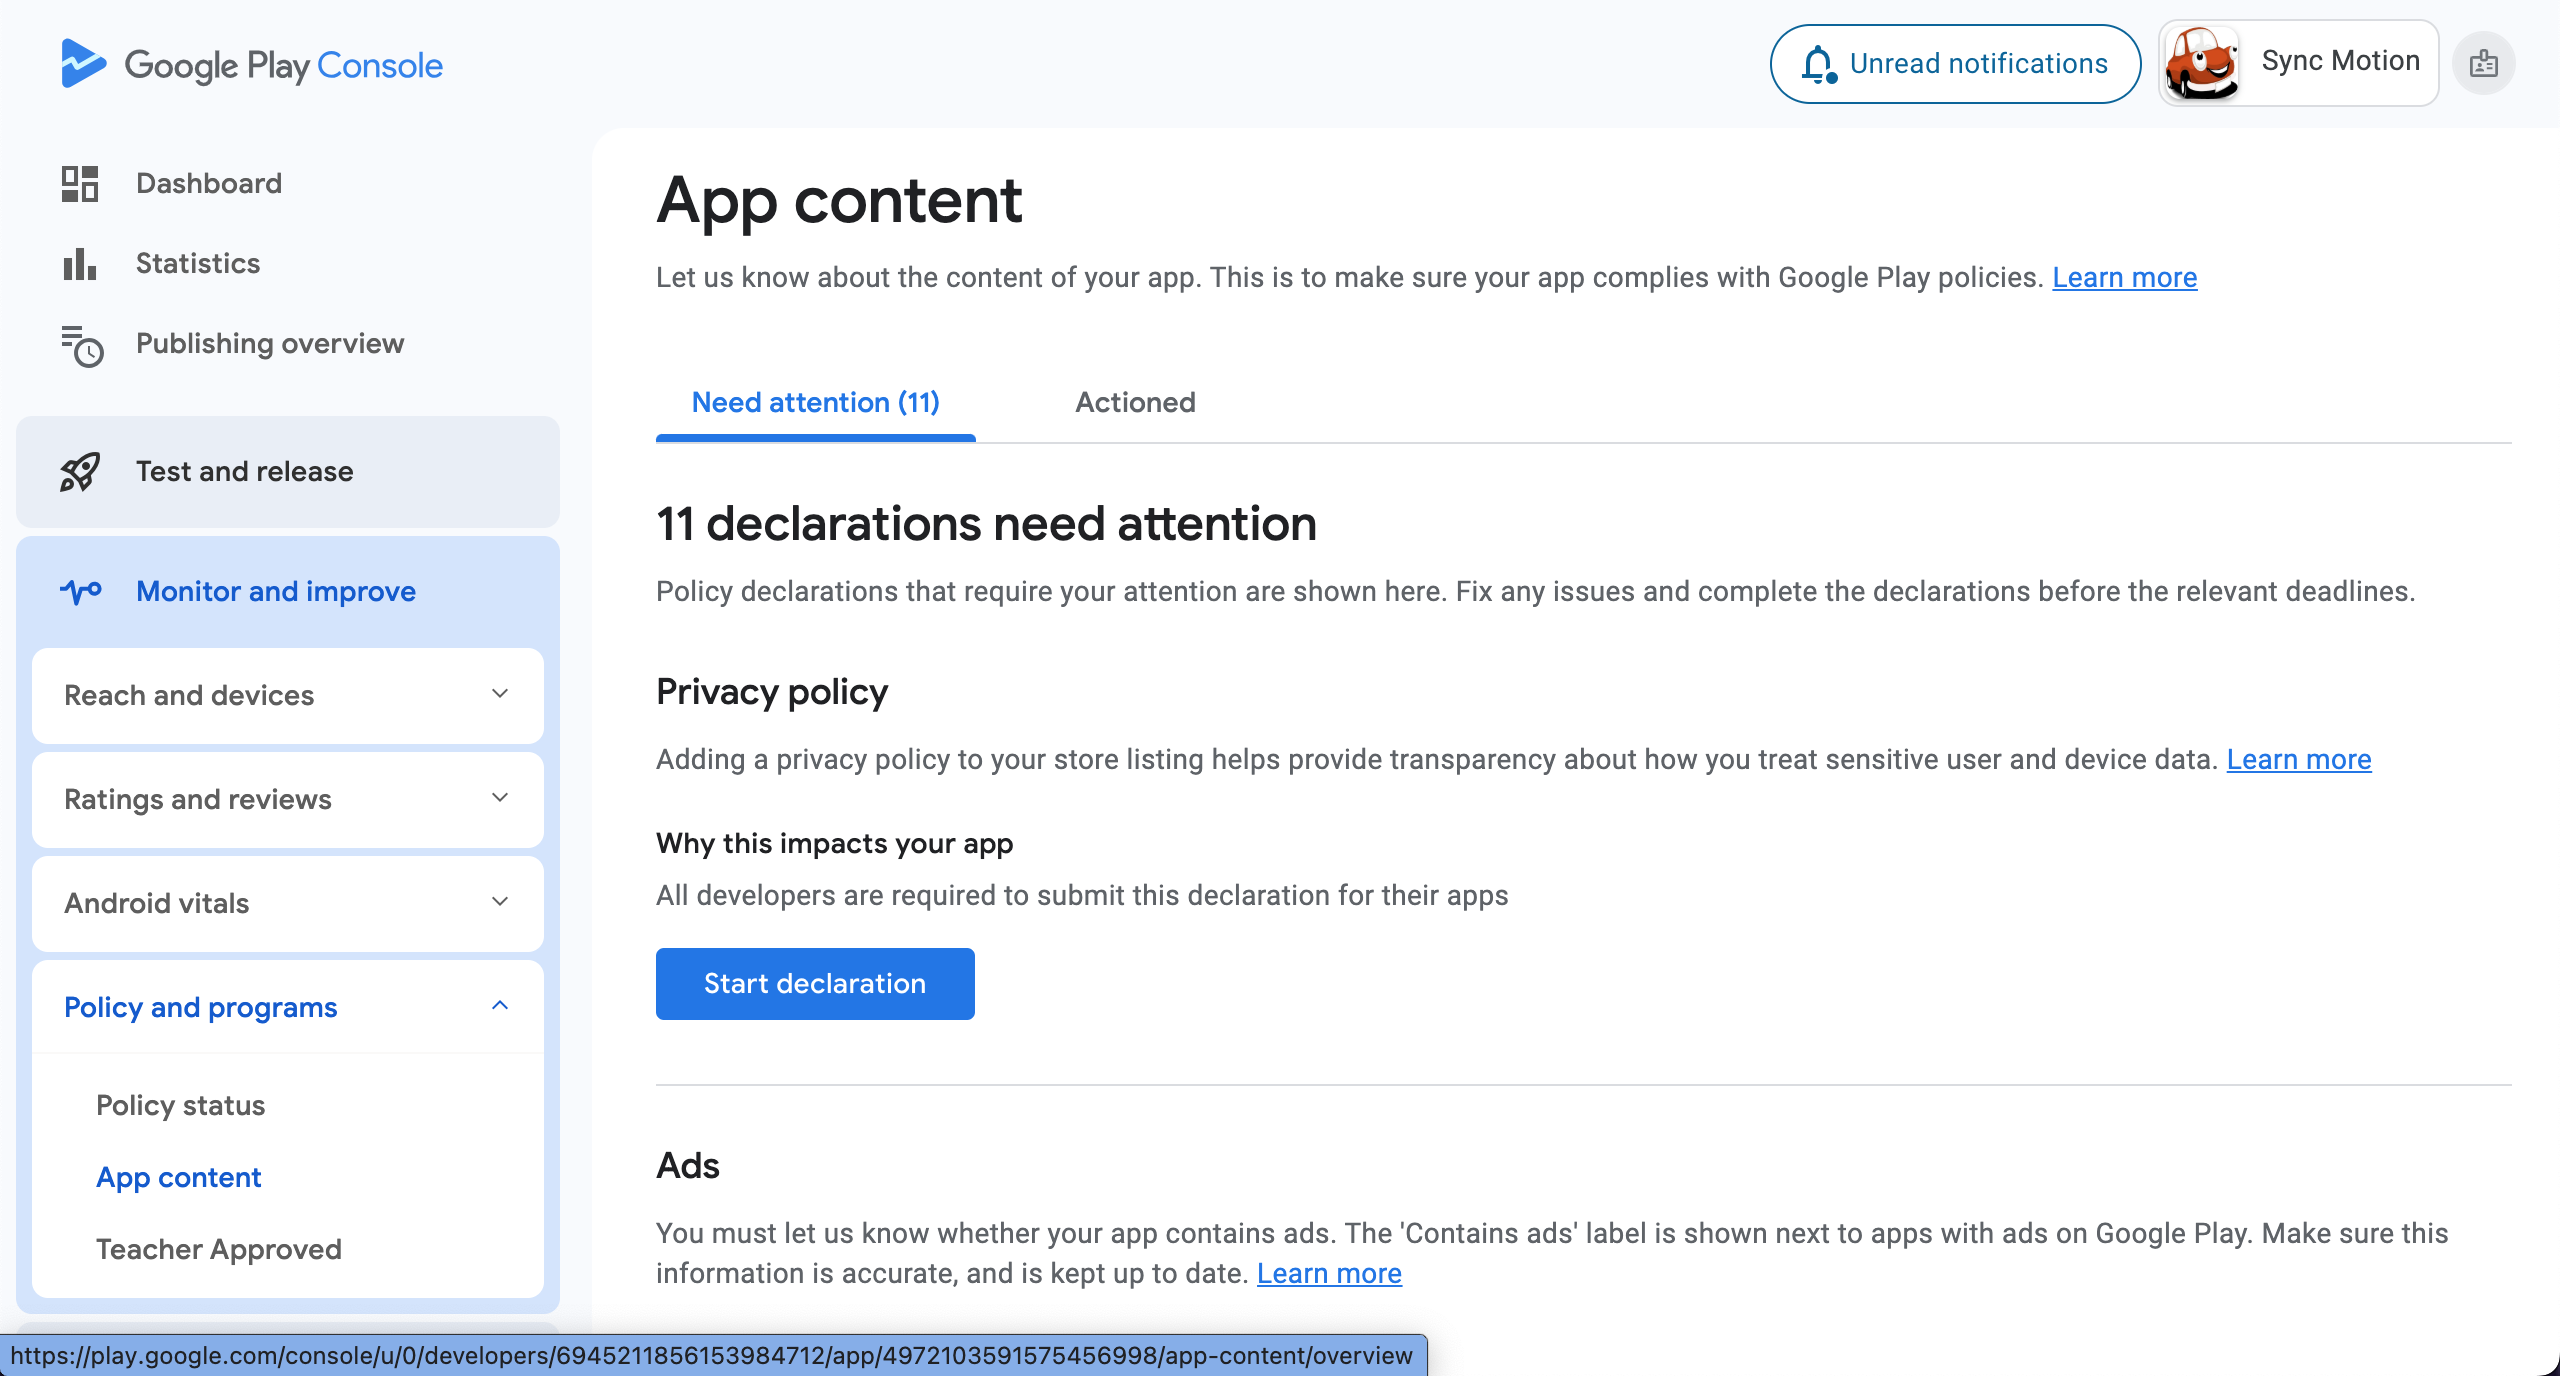 Google Play Console
Unread notifications
Sync Motion
Dashboard
Statistics
Publishing overview
Test and release
Monitor and improve
Reach and devices
Ratings and reviews
Android vitals
Policy and programs
Policy status
App content
Teacher Approved
App content
Let us know about the content of your app. This is to make sure your app complies with Google Play policies. Learn more
Need attention (11)
Actioned
11 declarations need attention
Policy declarations that require your attention are shown here. Fix any issues and complete the declarations before the relevant deadlines.
Privacy policy
Adding a privacy policy to your store listing helps provide transparency about how you treat sensitive user and device data. Learn more
Why this impacts your app
All developers are required to submit this declaration for their apps
Start declaration
Ads
You must let us know whether your app contains ads. The 'Contains ads' label is shown next to apps with ads on Google Play. Make sure this
information is accurate, and is kept up to date. Learn more
https://play.google.com/console/u/0/developers/6945211856153984712/app/4972103591575456998/app-content/overview